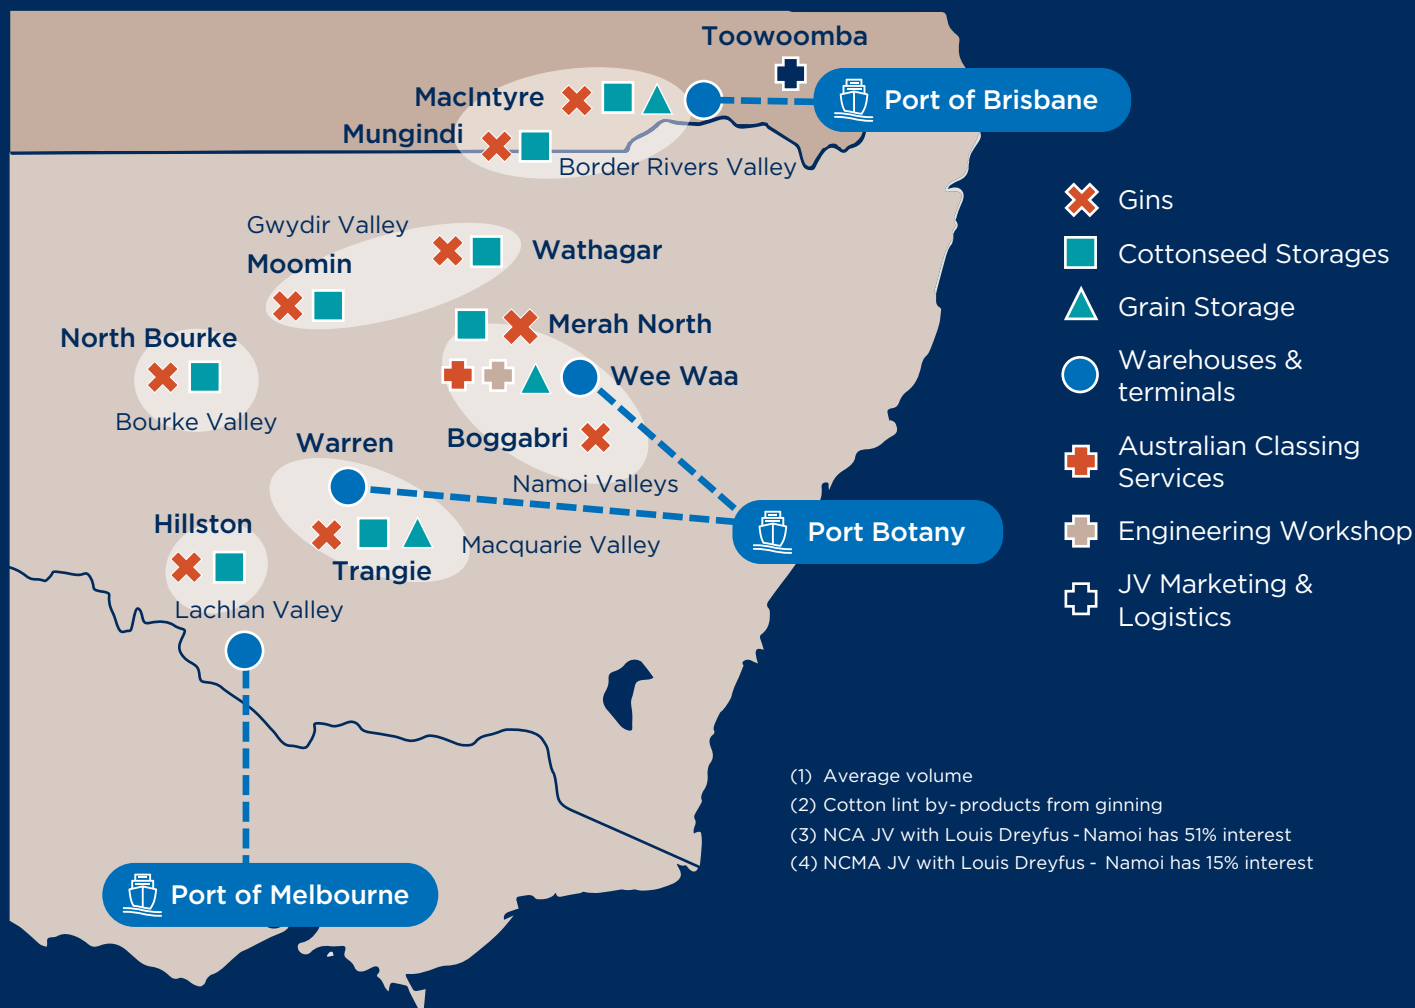 Toowoomba
MacIntyre
Port of Brisbane
Mungindi
Border Rivers Valley
Gwydir Valley
Moomin
Wathagar
North Bourke
Merah North
Wee Waa
Bourke Valley
Warren
Boggabri
Namoi Valleys
Hillston
Port Botany
Macquarie Valley
Trangie
Lachlan Valley
Port of Melbourne
Gins
Cottonseed Storages
Grain Storage
Warehouses &
terminals
Australian Classing
Services
Engineering Workshop
JV Marketing &
Logistics
(1) Average volume
(2) Cotton lint by-products from ginning
(3) NCA JV with Louis Dreyfus - Namoi has 51% interest
(4) NCMA JV with Louis Dreyfus - Namoi has 15% interest